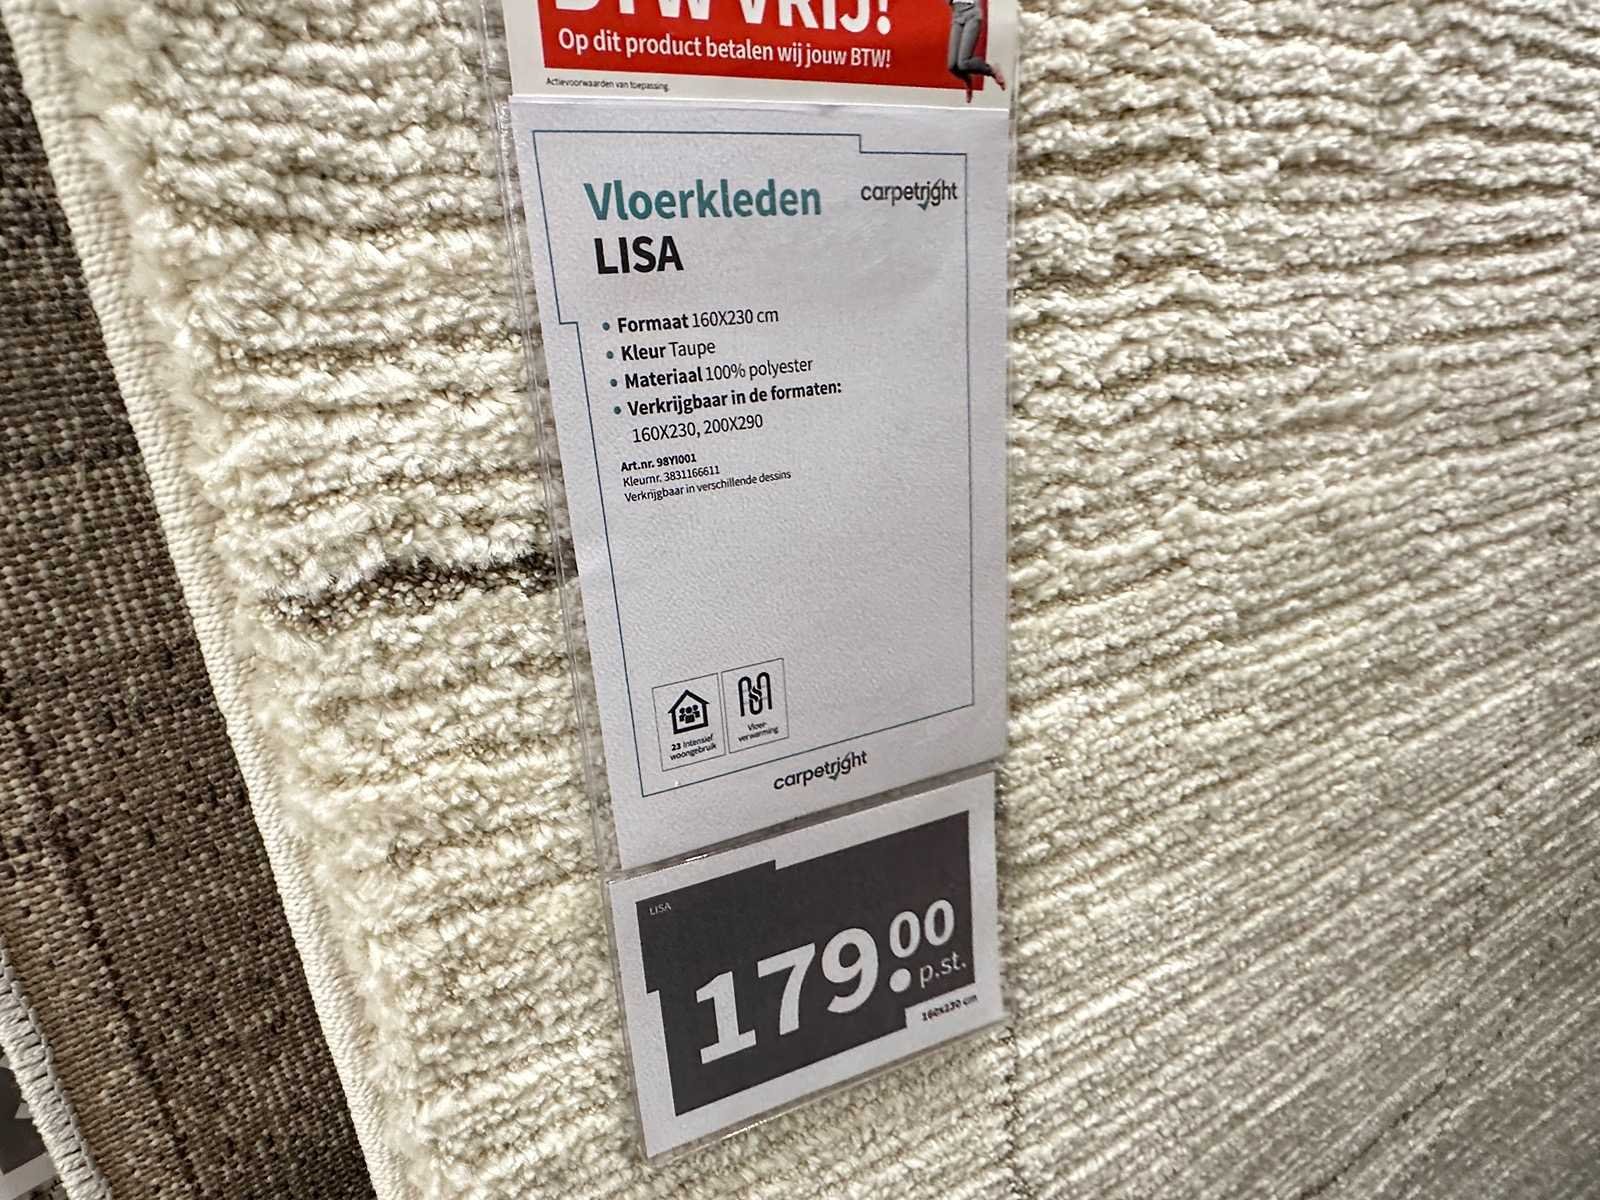 BTW VRIJ!
Op dit product betalen wij jouw BTW!
Actievoorwaarden van toepassing.
Vloerkleden
carpetright
LISA
• Formaat 160X230 cm
• Kleur Taupe
• Materiaal 100% polyester
• Verkrijgbaar in de formaten:
160X230, 200X290
Art.nr. 98YI001
Kleurnr. 3831166611
Verkrijgbaar in verschillende dessins
23 Intensief
woongebruik
Vloer-
verwarming
carpetright
LISA
179.00
p.st.
160x230 cm